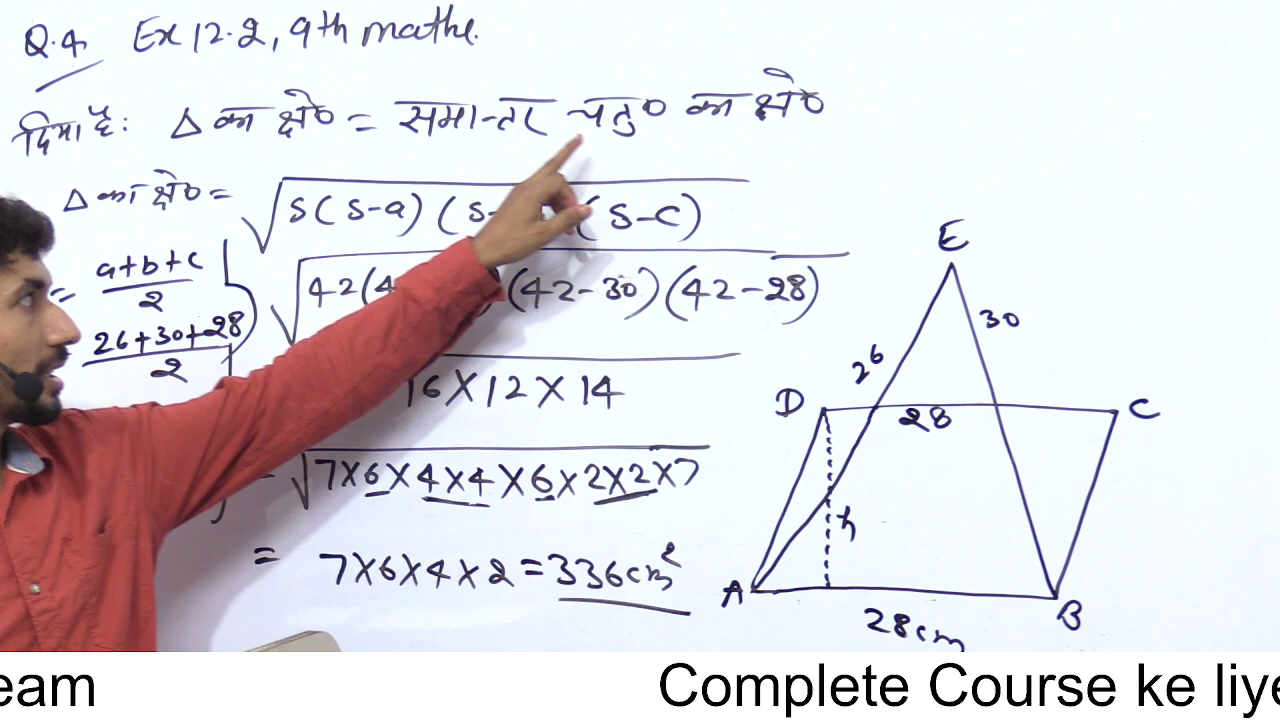 Q.4. Ex 12.2, 9th maths.
दिया है: △ का क्षे० = समान्तर चतु० का क्षे०
△ का क्षे० = √s(s-a)(s- (s-c)
= a+b+c/2
√42(4 (42-30)(42-28)
26+30+28/2
16×12×14
= √7×6×4×4×6×2×2×7
= 7×6×4×2=336cm²
E
30
26
D
28
C
h
A
B
28cm
eam
Complete Course ke liye